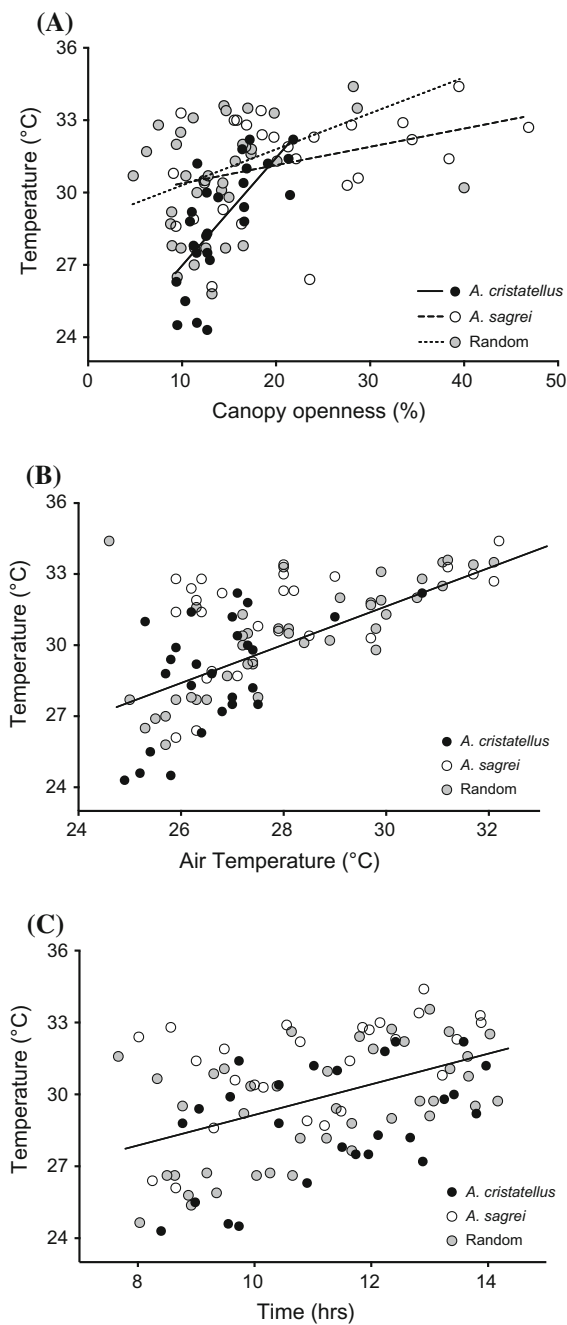 (A)
36
33
30
27
24
Temperature (°C)
A. cristatellus
A. sagrei
Random
0 10 20 30 40 50
Canopy openness (%)
(B)
36
33
30
27
24
Temperature (°C)
A. cristatellus
A. sagrei
Random
24 26 28 30 32
Air Temperature (°C)
(C)
36
33
30
27
24
Temperature (°C)
A. cristatellus
A. sagrei
Random
8 10 12 14
Time (hrs)